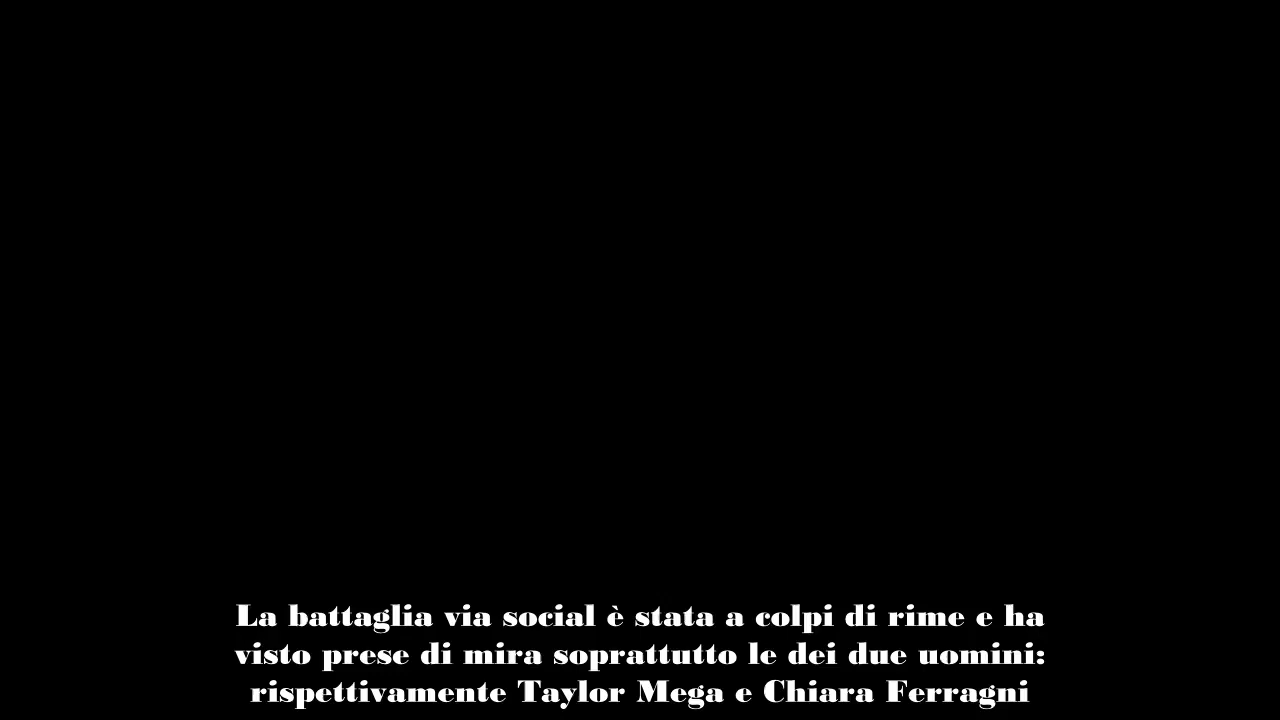 La battaglia via social è stata a colpi di rime e ha
visto prese di mira soprattutto le dei due uomini:
rispettivamente Taylor Mega e Chiara Ferragni